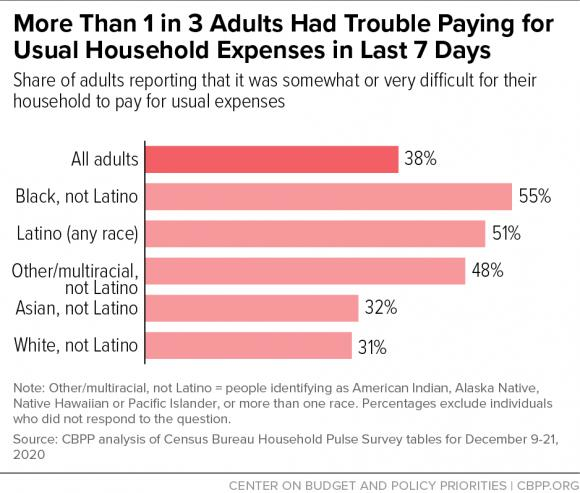 More Than 1 in 3 Adults Had Trouble Paying for
Usual Household Expenses in Last 7 Days
Share of adults reporting that it was somewhat or very difficult for their
household to pay for usual expenses
All adults 38%
Black, not Latino 55%
Latino (any race) 51%
Other/multiracial, 48%
not Latino
Asian, not Latino 32%
White, not Latino 31%
Note: Other/multiracial, not Latino = people identifying as American Indian, Alaska Native,
Native Hawaiian or Pacific Islander, or more than one race. Percentages exclude individuals
who did not respond to the question.
Source: CBPP analysis of Census Bureau Household Pulse Survey tables for December 9-21,
2020
CENTER ON BUDGET AND POLICY PRIORITIES | CBPP.ORG